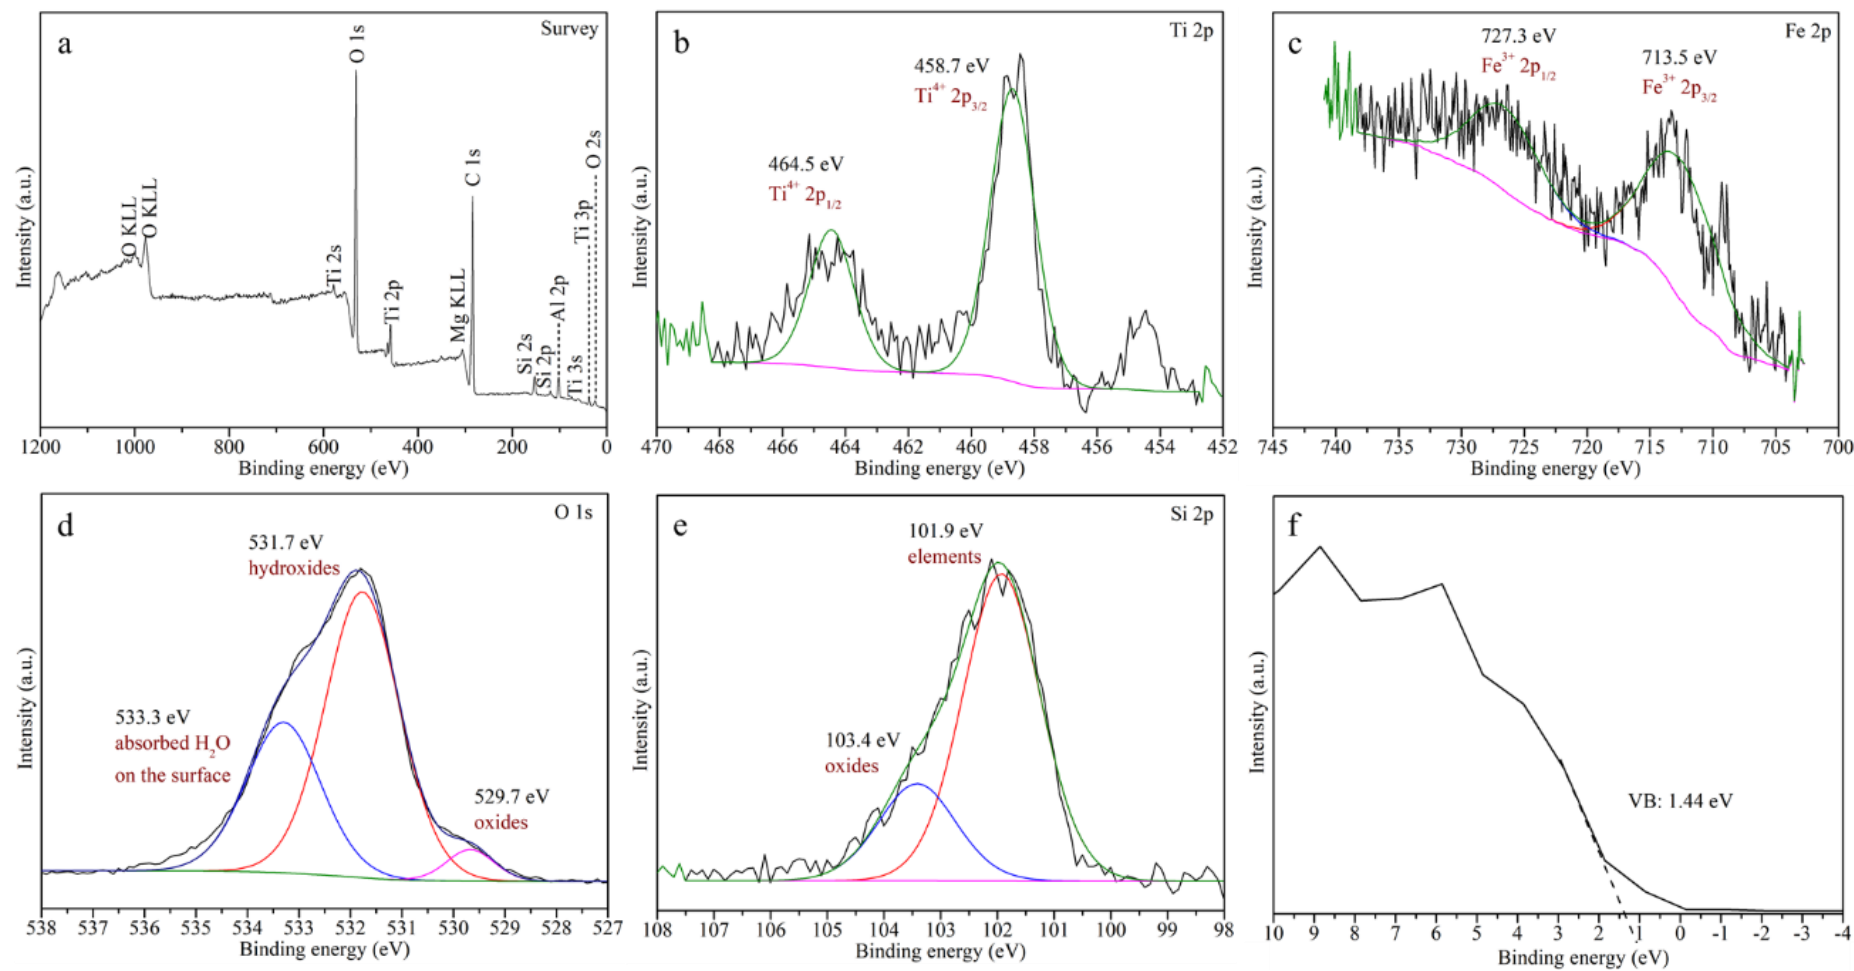 a
Survey
O 1s
C 1s
O 2s
O KLL
O KLL
Ti 3p
Ti 2s
Mg KLL
Al 2p
Ti 2p
Si 2s
Si 2p
Ti 3s
Intensity (a.u.)
1200 1000 800 600 400 200 0
Binding energy (eV)
b
Ti 2p
458.7 eV
Ti4+ 2p3/2
464.5 eV
Ti4+ 2p1/2
Intensity (a.u.)
470 468 466 464 462 460 458 456 454 452
Binding energy (eV)
c
Fe 2p
727.3 eV
Fe3+ 2p1/2
713.5 eV
Fe3+ 2p3/2
Intensity (a.u.)
745 740 735 730 725 720 715 710 705 700
Binding energy (eV)
d
O 1s
531.7 eV
hydroxides
533.3 eV
absorbed H2O
on the surface
529.7 eV
oxides
Intensity (a.u.)
538 537 536 535 534 533 532 531 530 529 528 527
Binding energy (eV)
e
Si 2p
101.9 eV
elements
103.4 eV
oxides
Intensity (a.u.)
108 107 106 105 104 103 102 101 100 99 98
Binding energy (eV)
f
VB: 1.44 eV
Intensity (a.u.)
10 9 8 7 6 5 4 3 2 1 0 -1 -2 -3 -4
Binding energy (eV)